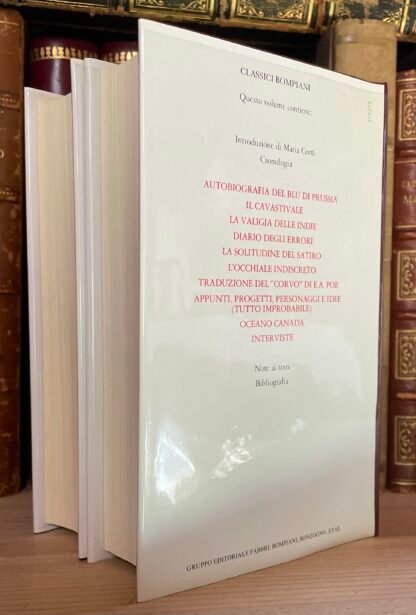 CLASSICI BOMPIANI
Questo volume contiene:
Introduzione di Maria Corti
Cronologia
AUTOBIOGRAFIA DEL BLU DI PRUSSIA
IL CAVASTIVALE
LA VALIGIA DELLE INDIE
DIARIO DEGLI ERRORI
LA SOLITUDINE DEL SATIRO
L'OCCHIALE INDISCRETO
TRADUZIONE DEL "CORVO" DI E.A. POE
APPUNTI, PROGETTI, PERSONAGGI E IDEE
(TUTTO IMPROBABILE)
OCEANO CANADA
INTERVISTE
Note ai testi
Bibliografia
GRUPPO EDITORIALE FABBRI, BOMPIANI, SONZOGNO, ETAS